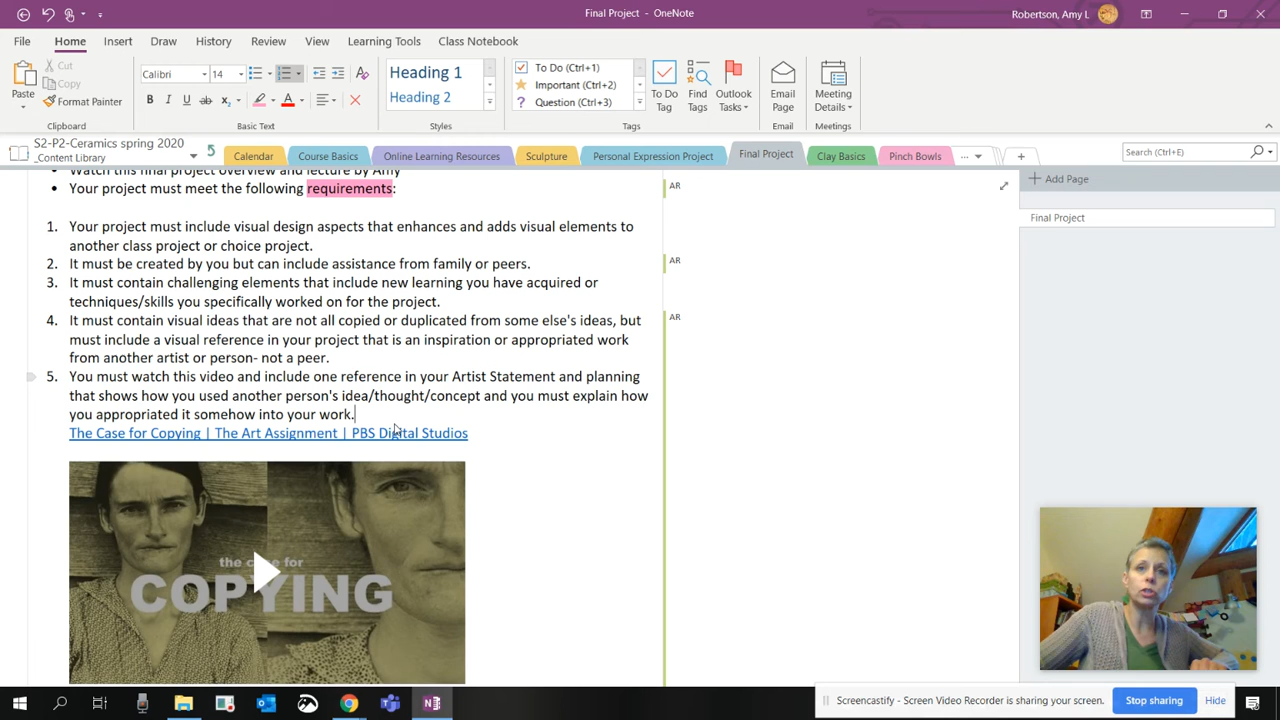 Final Project - OneNote
Robertson, Amy L
File Home Insert Draw History Review View Learning Tools Class Notebook
Paste
Cut
Copy
Format Painter
Clipboard
Calibri 14
B I U ab x₂ A
Basic Text
Heading 1
Heading 2
Styles
To Do (Ctrl+1)
Important (Ctrl+2)
Question (Ctrl+3)
To Do Tag
Find Tags
Outlook Tasks
Tags
Email Page
Email
Meeting Details
Meetings
S2-P2-Ceramics spring 2020
_Content Library
Calendar Course Basics Online Learning Resources Sculpture Personal Expression Project Final Project Clay Basics Pinch Bowls ... +
Search (Ctrl+E)
Add Page
Final Project
Watch this final project overview and lecture by Amy
• Your project must meet the following requirements:
1. Your project must include visual design aspects that enhances and adds visual elements to
another class project or choice project.
2. It must be created by you but can include assistance from family or peers.
3. It must contain challenging elements that include new learning you have acquired or
techniques/skills you specifically worked on for the project.
4. It must contain visual ideas that are not all copied or duplicated from some else's ideas, but
must include a visual reference in your project that is an inspiration or appropriated work
from another artist or person- not a peer.
5. You must watch this video and include one reference in your Artist Statement and planning
that shows how you used another person's idea/thought/concept and you must explain how
you appropriated it somehow into your work.
The Case for Copying | The Art Assignment | PBS Digital Studios
AR
AR
AR
the case for
COPYING
Screencastify - Screen Video Recorder is sharing your screen.
Stop sharing
Hide